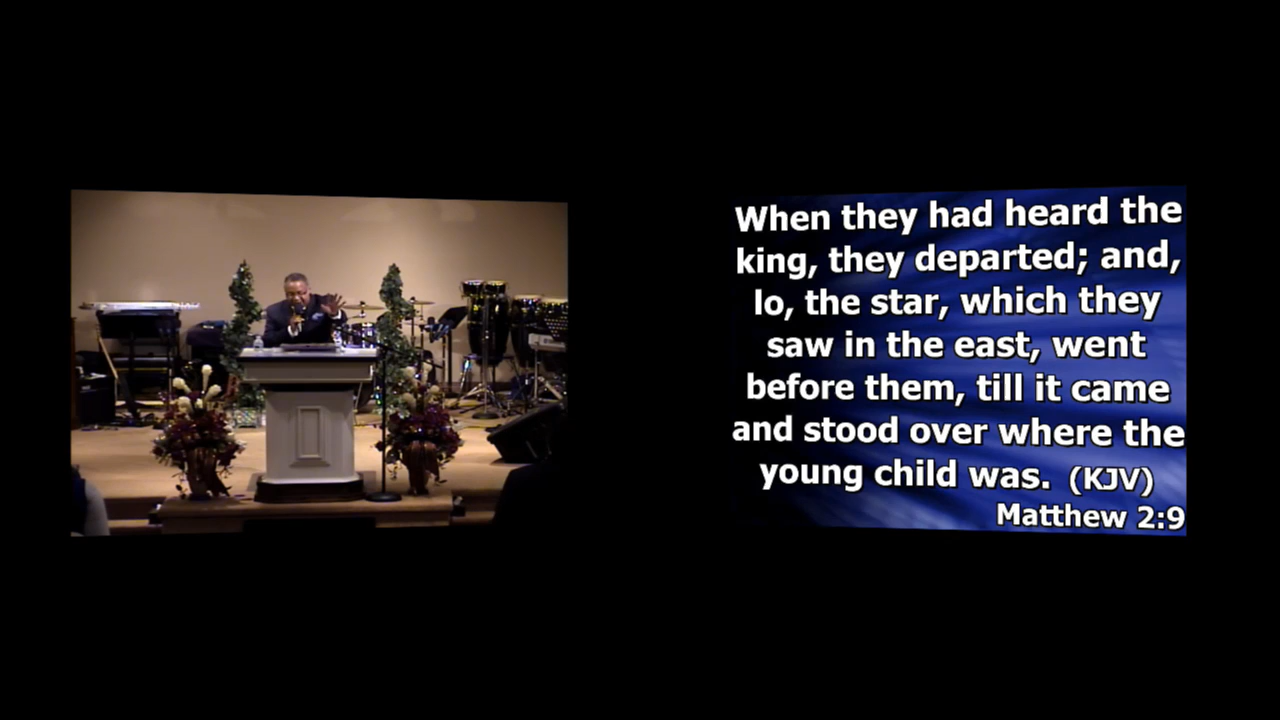 When they had heard the
king, they departed; and,
lo, the star, which they
saw in the east, went
before them, till it came
and stood over where the
young child was. (KJV)
Matthew 2:9